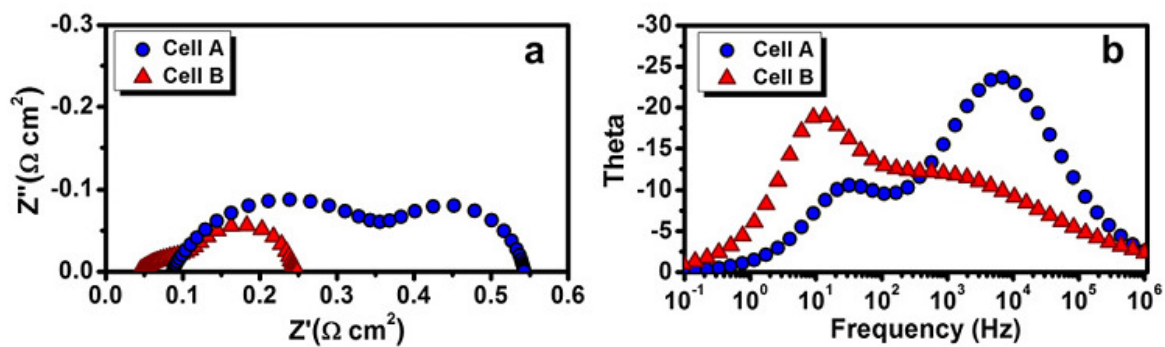 a
Cell A
Cell B
-0.3
-0.2
-0.1
0.0
Z''(Ω cm²)
0.0 0.1 0.2 0.3 0.4 0.5 0.6
Z'(Ω cm²)
b
Cell A
Cell B
-30
-25
-20
-15
-10
-5
0
Theta
10⁻¹ 10⁰ 10¹ 10² 10³ 10⁴ 10⁵ 10⁶
Frequency (Hz)